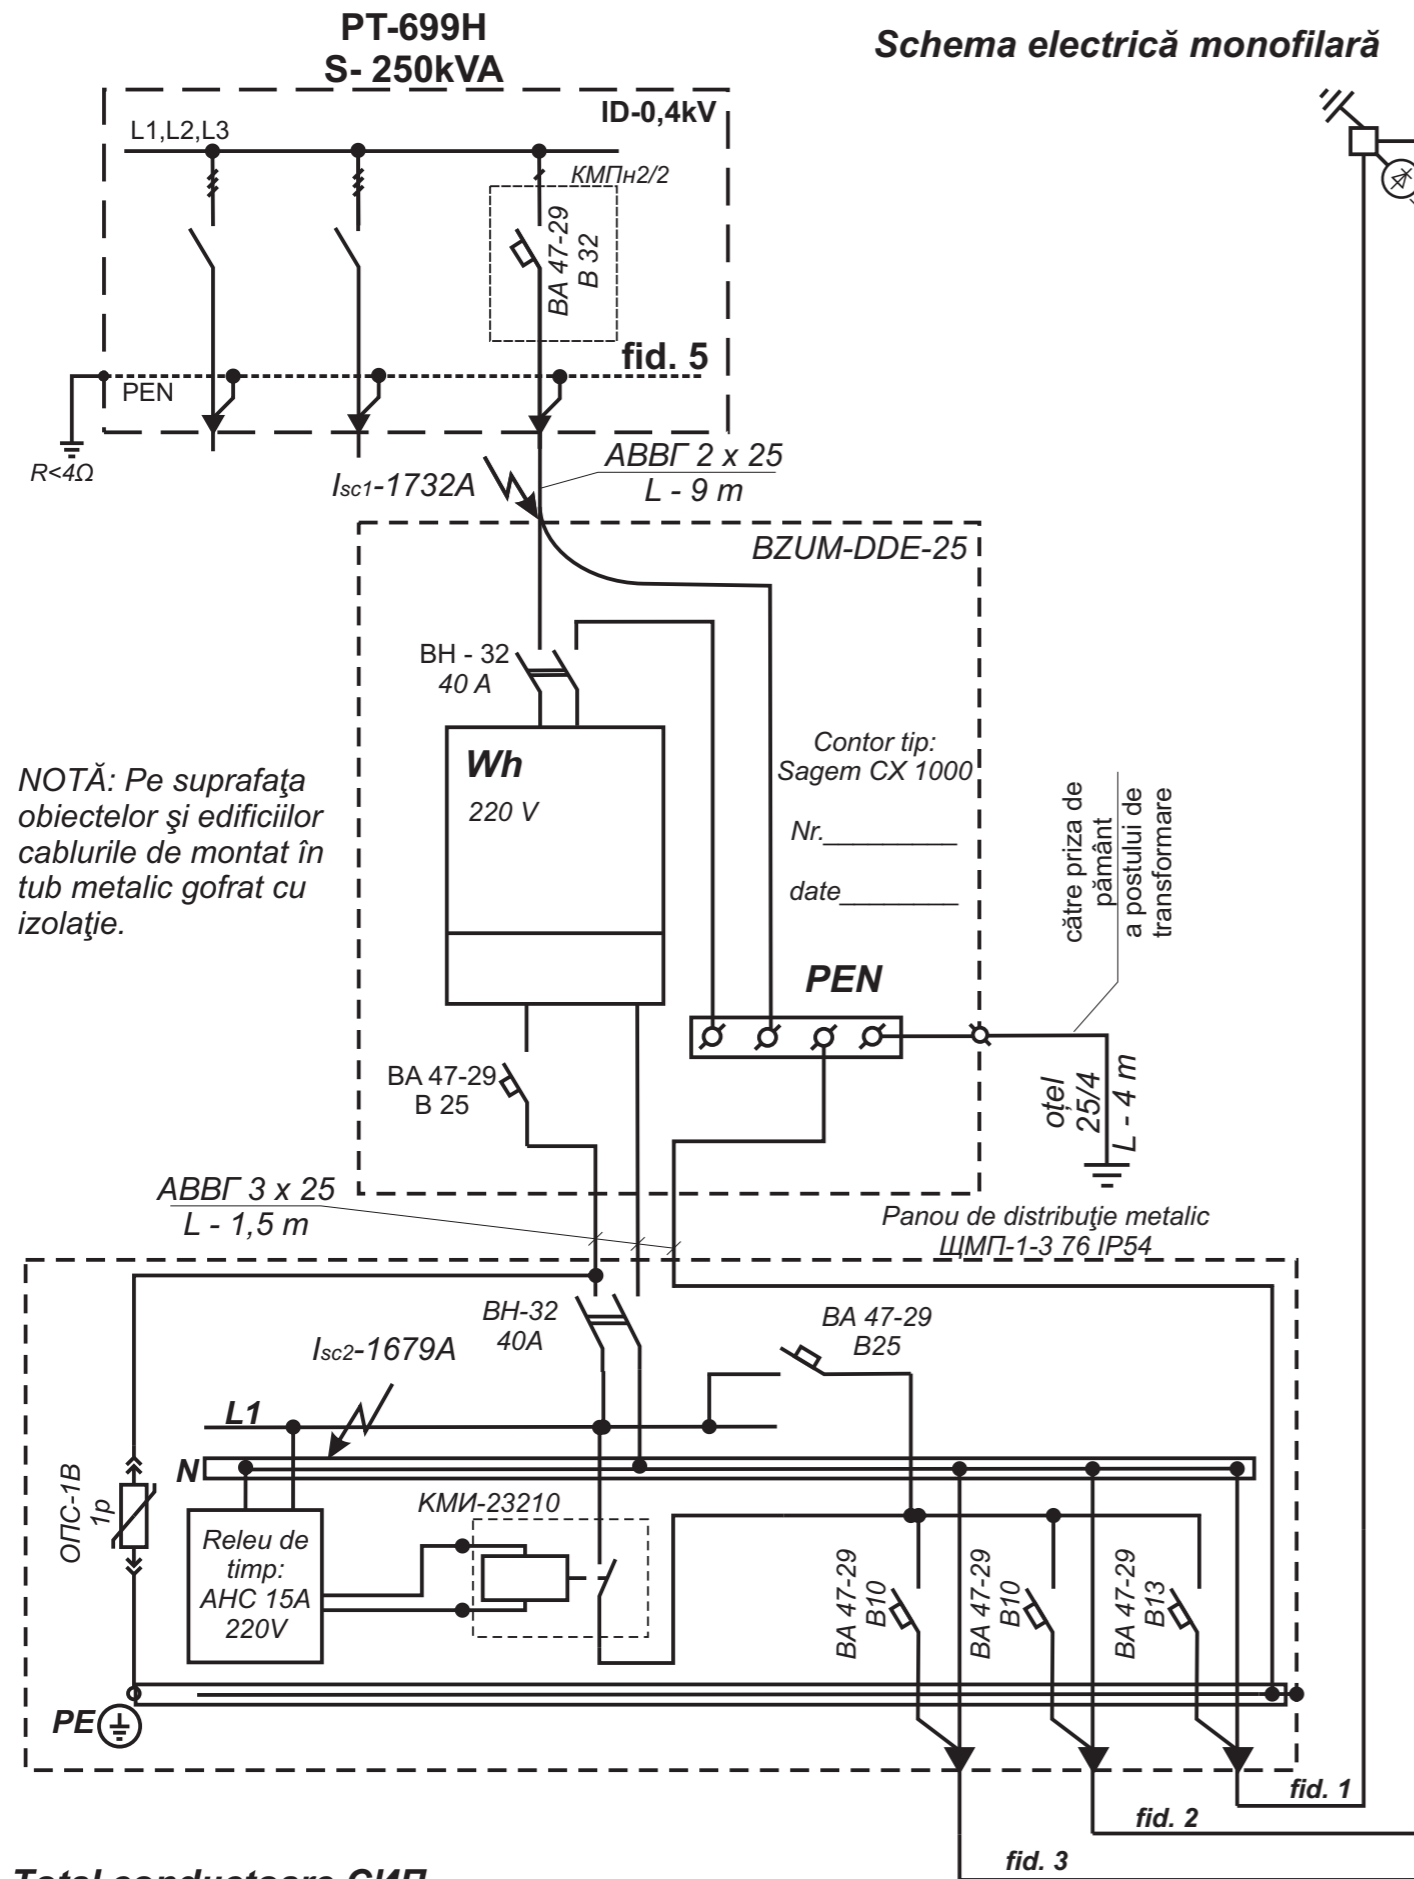 PT-699H
S- 250kVA
Schema electrică monofilară
ID-0,4kV
L1,L2,L3
КМПн2/2
ВА 47-29
В 32
fid. 5
PEN
R<4Ω
Isc1-1732A
АВВГ 2 x 25
L - 9 m
BZUM-DDE-25
ВН - 32
40 A
Wh
220 V
Contor tip:
Sagem CX 1000
Nr.__________
date_________
NOTĂ: Pe suprafaţa
obiectelor şi edificiilor
cablurile de montat în
tub metalic gofrat cu
izolaţie.
către priza de
pământ
a postului de
transformare
PEN
ВА 47-29
В 25
oţel
25/4
L - 4 m
АВВГ 3 x 25
L - 1,5 m
Panou de distribuţie metalic
ЩМП-1-3 76 IP54
ВН-32
40A
ВА 47-29
В25
Isc2-1679A
L1
N
ОПС-1В
1р
КМИ-23210
Releu de
timp:
AHC 15A
220V
ВА 47-29
В10
ВА 47-29
В10
ВА 47-29
В13
PE
fid. 1
fid. 2
fid. 3
Total conductoare СИП